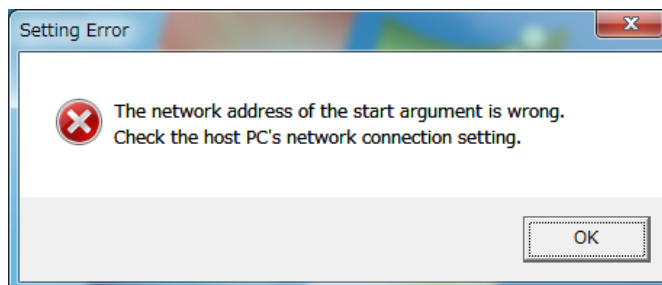 Setting Error
The network address of the start argument is wrong.
Check the host PC's network connection setting.
OK